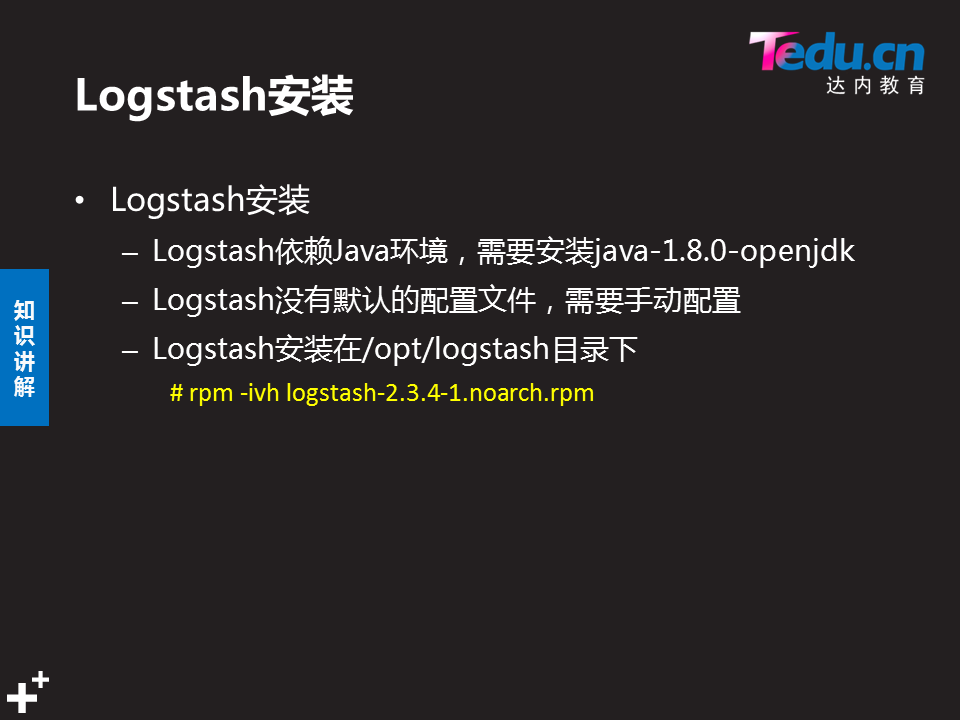 Tedu.cn
达内教育
Logstash安装
• Logstash安装
– Logstash依赖Java环境，需要安装java-1.8.0-openjdk
– Logstash没有默认的配置文件，需要手动配置
– Logstash安装在/opt/logstash目录下
# rpm -ivh logstash-2.3.4-1.noarch.rpm
知识讲解